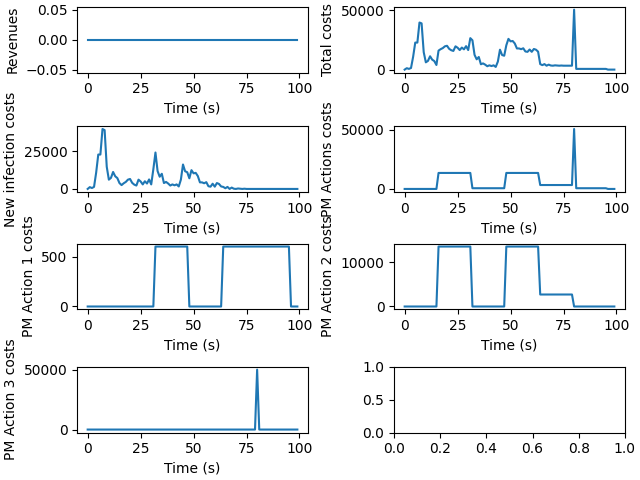 Revenues
0.05
0.00
−0.05
0 25 50 75 100
Time (s)
Total costs
50000
0
0 25 50 75 100
Time (s)
New infection costs
25000
0
0 25 50 75 100
Time (s)
PM Actions costs
50000
0
0 25 50 75 100
Time (s)
PM Action 1 costs
500
0
0 25 50 75 100
Time (s)
PM Action 2 costs
10000
0
0 25 50 75 100
Time (s)
PM Action 3 costs
50000
0
0 25 50 75 100
Time (s)
1.0
0.5
0.0
0.0 0.2 0.4 0.6 0.8 1.0